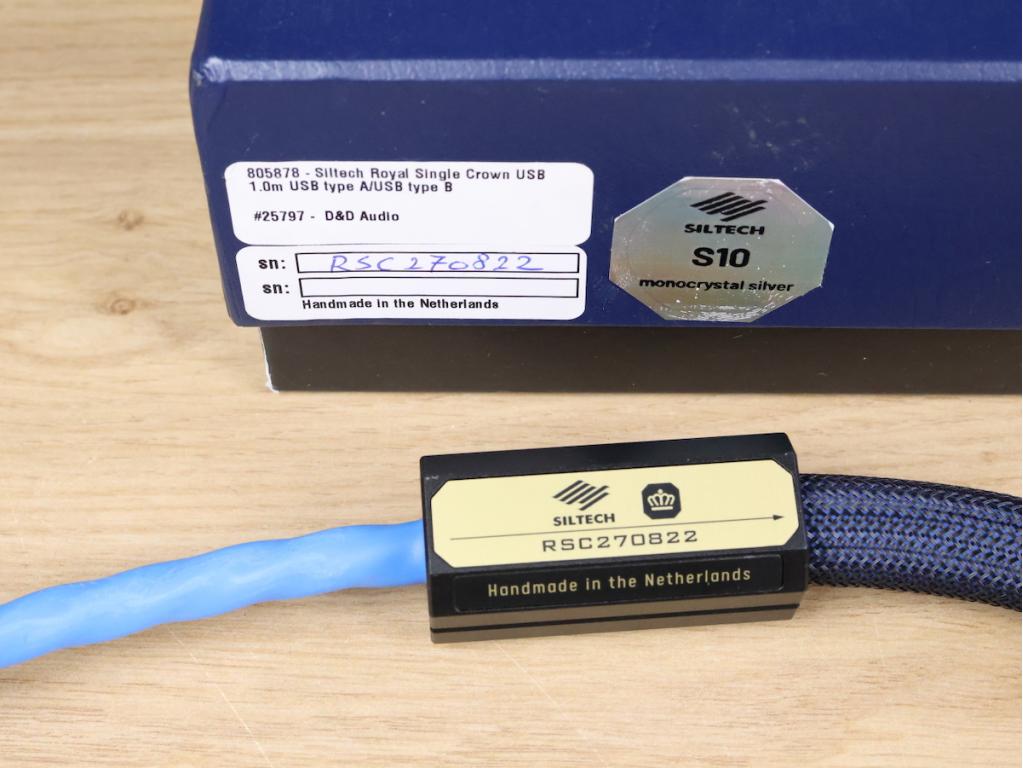 805878 - Siltech Royal Single Crown USB
1.0m USB type A/USB type B
#25797 - D&D Audio
sn: RSC270822
sn:
Handmade in the Netherlands
SILTECH
S10
monocrystal silver
SILTECH
RSC270822
Handmade in the Netherlands